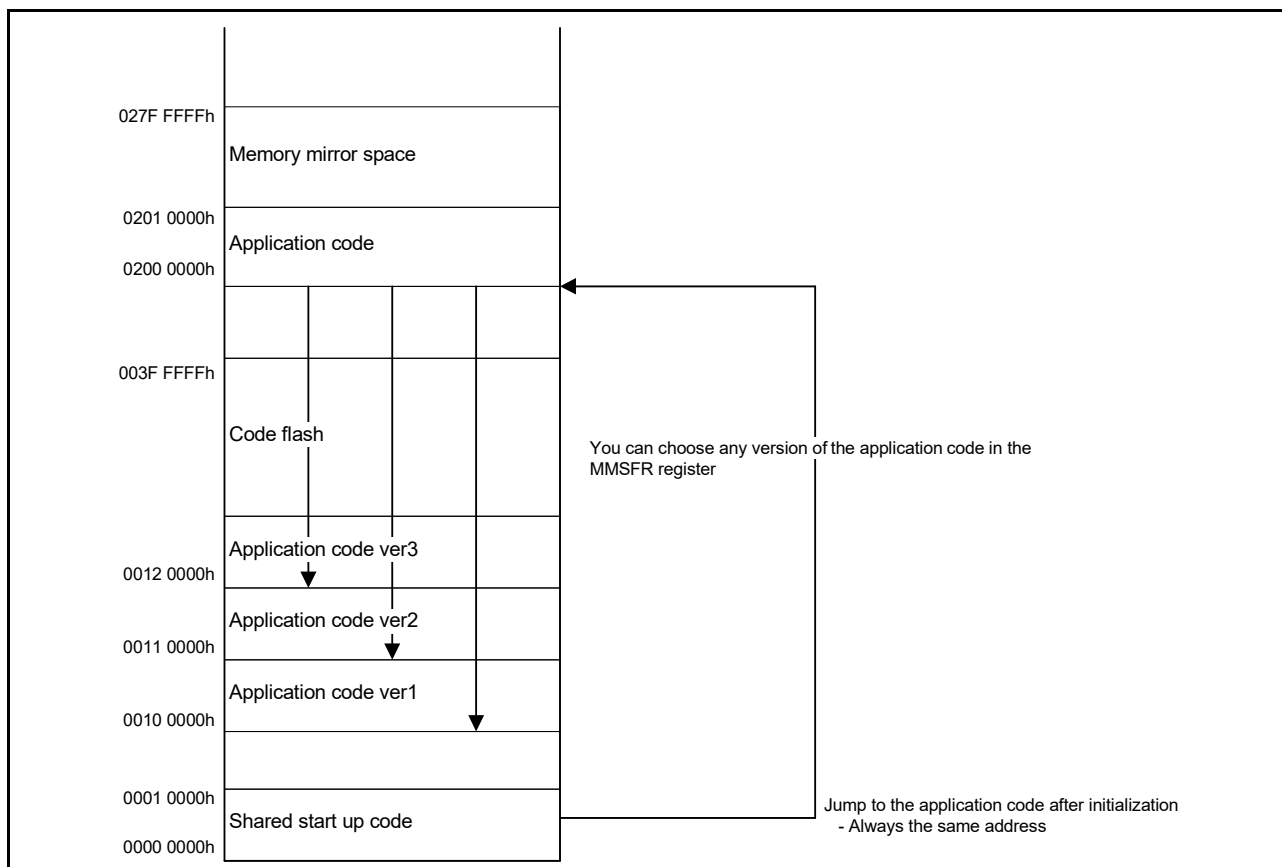 027F FFFFh
Memory mirror space
0201 0000h
Application code
0200 0000h
003F FFFFh
Code flash
You can choose any version of the application code in the
MMSFR register
Application code ver3
0012 0000h
Application code ver2
0011 0000h
Application code ver1
0010 0000h
0001 0000h
Jump to the application code after initialization
- Always the same address
Shared start up code
0000 0000h